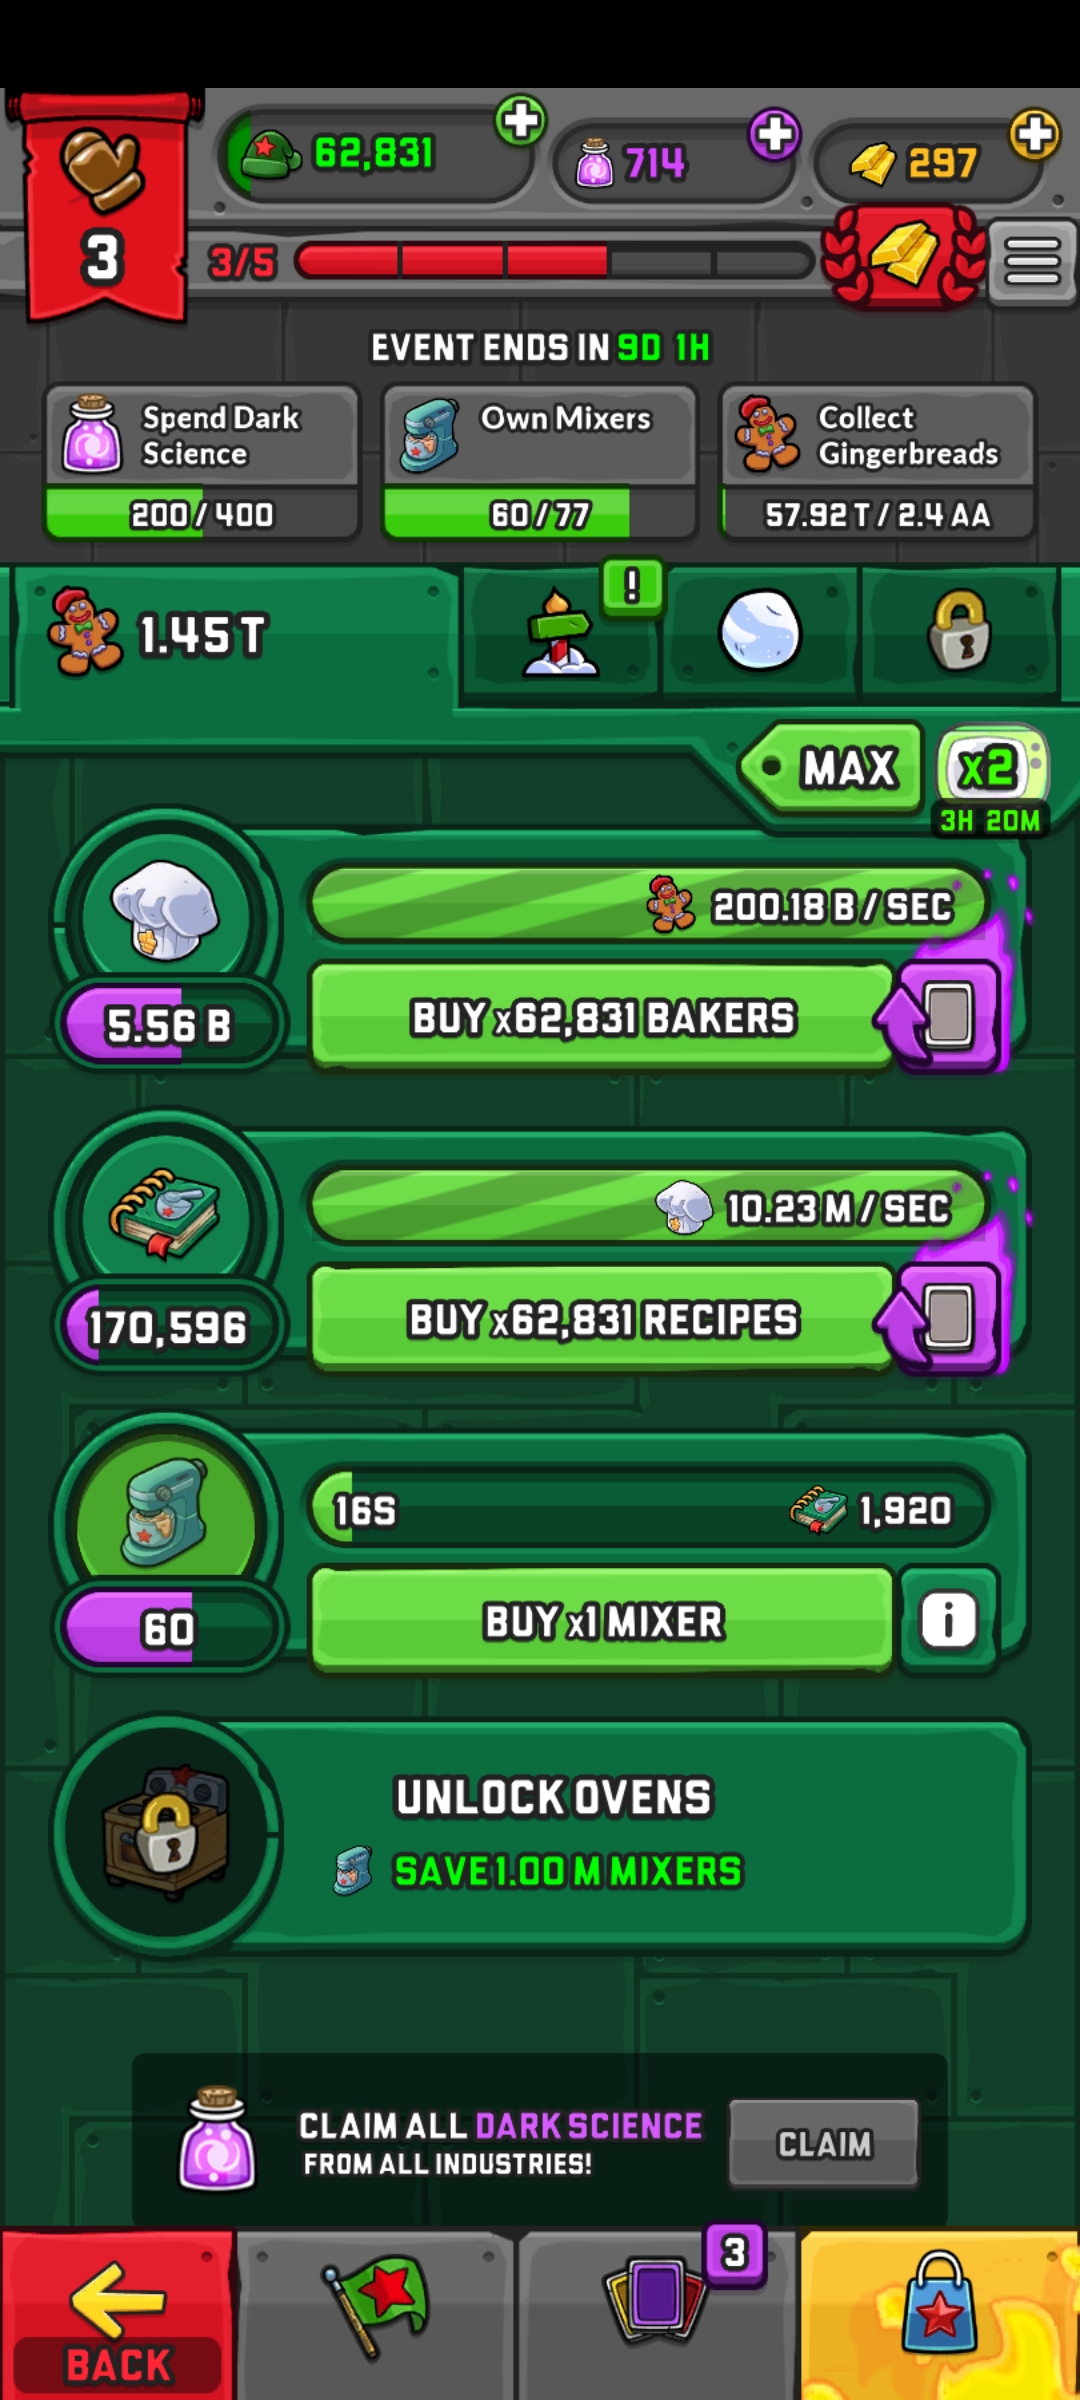 62,831
714
297
3
3/5
EVENT ENDS IN 9D 1H
Spend Dark Science
200/400
Own Mixers
60/77
Collect Gingerbreads
57.92 T / 2.4 AA
1.45 T
!
MAX
x2
3H 20M
200.18 B / SEC
5.56 B
BUY x62,831 BAKERS
10.23 M / SEC
170,596
BUY x62,831 RECIPES
16S
1,920
60
BUY x1 MIXER
i
UNLOCK OVENS
SAVE 1.00 M MIXERS
CLAIM ALL DARK SCIENCE
FROM ALL INDUSTRIES!
CLAIM
3
BACK